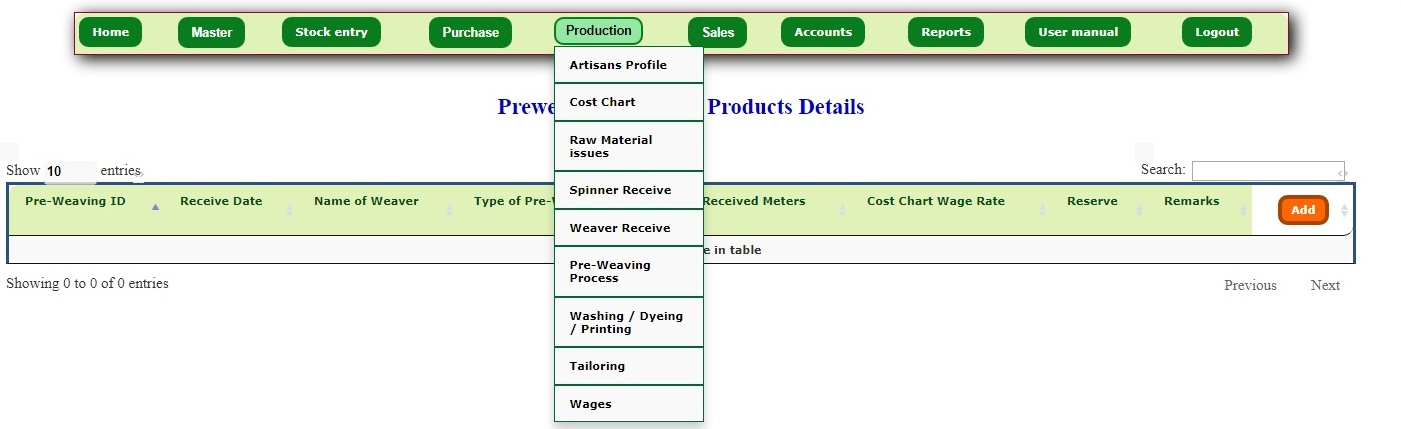 Home Master Stock entry Purchase Production Sales Accounts Reports User manual Logout
Artisans Profile
Cost Chart
Products Details
Raw Material
issues
Show 10 entries Search:
Spinner Receive
Pre-Weaving ID Receive Date Name of Weaver Type of Received Meters Cost Chart Wage Rate Reserve Remarks Add
Weaver Receive
in table
Pre-Weaving
Process
Showing 0 to 0 of 0 entries Previous Next
Washing / Dyeing
/ Printing
Tailoring
Wages